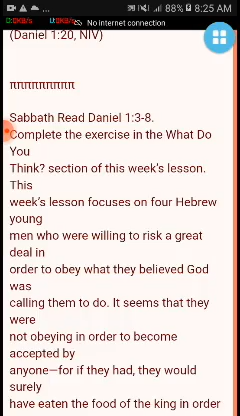 88% 8:25 AM
O:0KB/s U:0KB/s No internet connection
(Daniel 1:20, NIV)
πππππππππ
Sabbath Read Daniel 1:3-8.
Complete the exercise in the What Do
You
Think? section of this week's lesson.
This
week's lesson focuses on four Hebrew
young
men who were willing to risk a great
deal in
order to obey what they believed God
was
calling them to do. It seems that they
were
not obeying in order to become
accepted by
anyone—for if they had, they would
surely
have eaten the food of the king in order